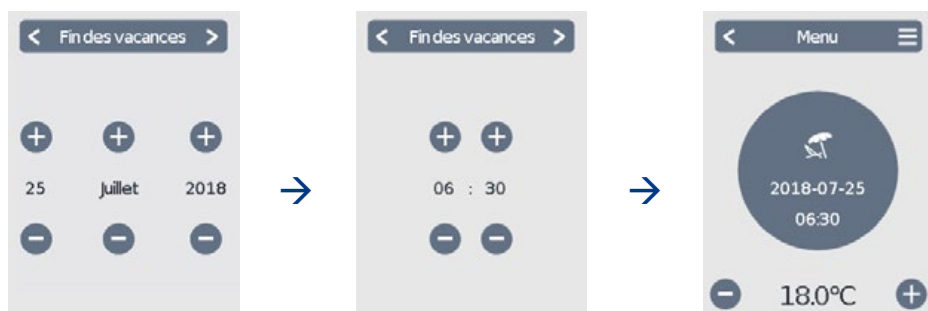 < Fin des vacances >
25 Juillet 2018
< Fin des vacances >
06 : 30
< Menu
2018-07-25
06:30
18.0°C